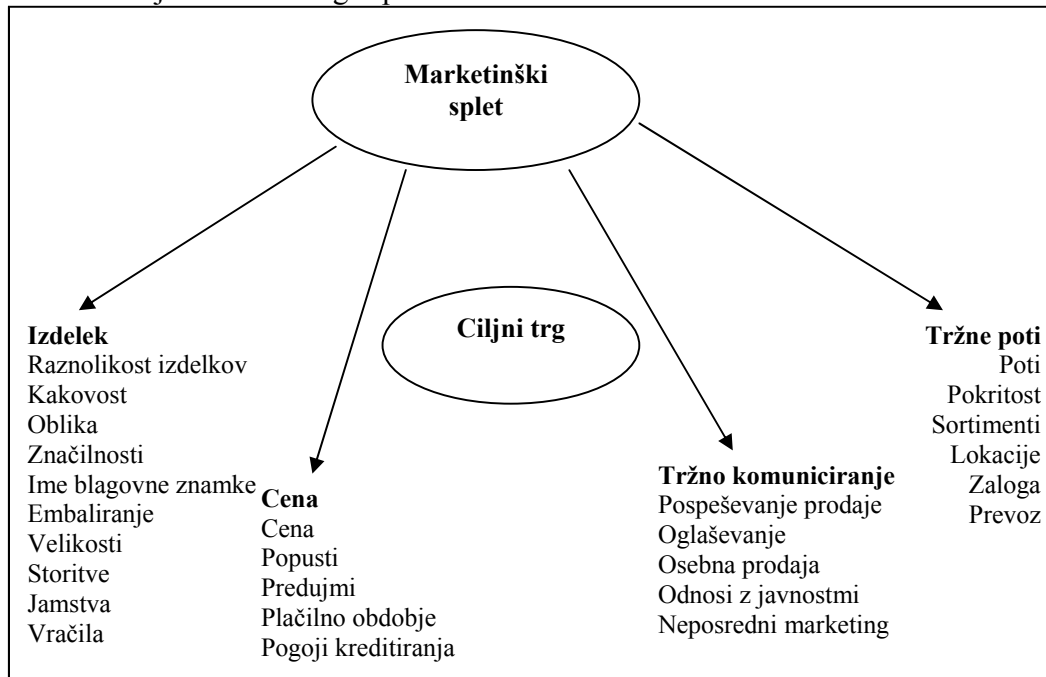 Marketinški
splet
Ciljni trg
Izdelek
Raznolikost izdelkov
Kakovost
Oblika
Značilnosti
Ime blagovne znamke
Embaliranje
Velikosti
Storitve
Jamstva
Vračila
Cena
Cena
Popusti
Predujmi
Plačilno obdobje
Pogoji kreditiranja
Tržno komuniciranje
Pospeševanje prodaje
Oglaševanje
Osebna prodaja
Odnosi z javnostmi
Neposredni marketing
Tržne poti
Poti
Pokritost
Sortimenti
Lokacije
Zaloga
Prevoz